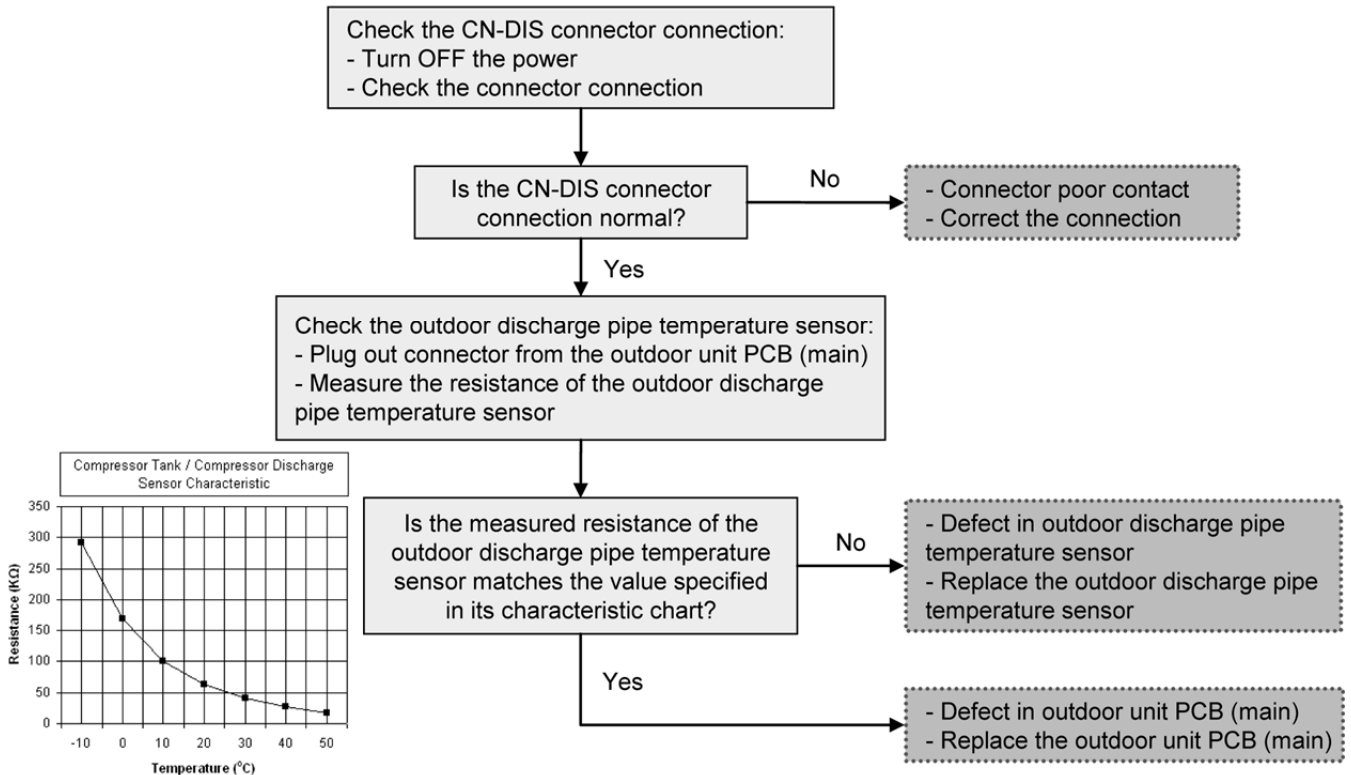 Check the CN-DIS connector connection:
- Turn OFF the power
- Check the connector connection
Is the CN-DIS connector
connection normal?
No
- Connector poor contact
- Correct the connection
Yes
Check the outdoor discharge pipe temperature sensor:
- Plug out connector from the outdoor unit PCB (main)
- Measure the resistance of the outdoor discharge
pipe temperature sensor
Compressor Tank / Compressor Discharge
Sensor Characteristic
350
300
250
200
150
100
50
0
Resistance (KΩ)
-10 0 10 20 30 40 50
Temperature (°C)
Is the measured resistance of the
outdoor discharge pipe temperature
sensor matches the value specified
in its characteristic chart?
No
- Defect in outdoor discharge pipe
temperature sensor
- Replace the outdoor discharge pipe
temperature sensor
Yes
- Defect in outdoor unit PCB (main)
- Replace the outdoor unit PCB (main)